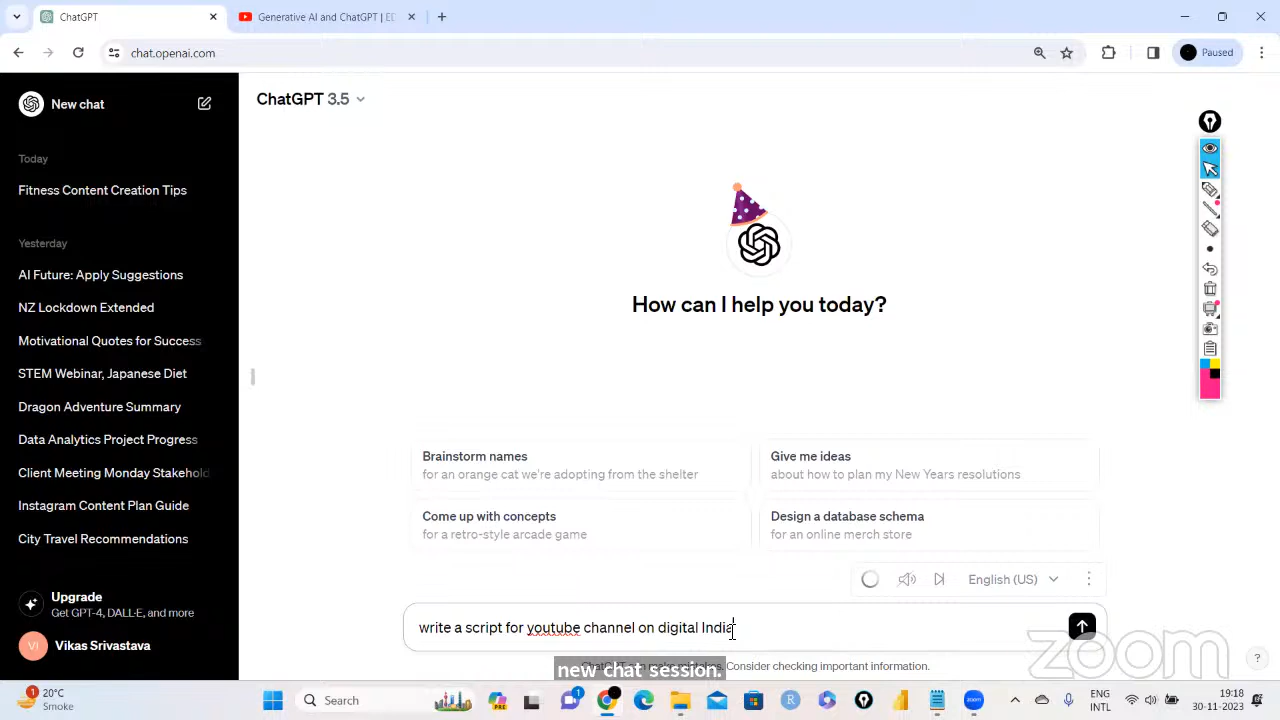 ChatGPT
Generative AI and ChatGPT | ED
chat.openai.com
Paused
New chat
ChatGPT 3.5
Today
Fitness Content Creation Tips
Yesterday
AI Future: Apply Suggestions
NZ Lockdown Extended
Motivational Quotes for Success
STEM Webinar, Japanese Diet
Dragon Adventure Summary
Data Analytics Project Progress
Client Meeting Monday Stakehold
Instagram Content Plan Guide
City Travel Recommendations
Upgrade
Get GPT-4, DALL·E, and more
VI
Vikas Srivastava
How can I help you today?
Brainstorm names
for an orange cat we're adopting from the shelter
Give me ideas
about how to plan my New Years resolutions
Come up with concepts
for a retro-style arcade game
Design a database schema
for an online merch store
English (US)
write a script for youtube channel on digital India
Consider checking important information.
new chat session.
zoom
?
1
20°C
Smoke
Search
PRE
1
R
zoom
ENG
INTL
19:18
30-11-2023